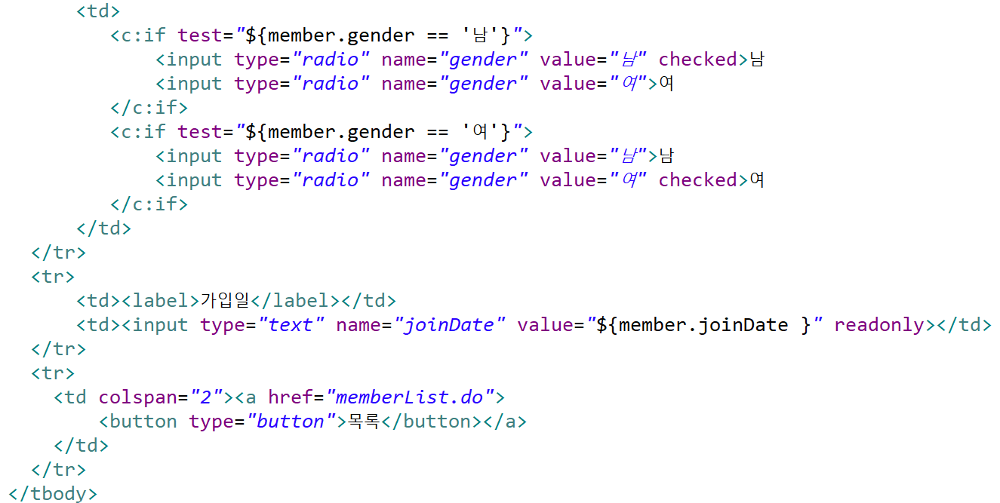 <td>
<c:if test="${member.gender == '남'}">
<input type="radio" name="gender" value="남" checked>남
<input type="radio" name="gender" value="여">여
</c:if>
<c:if test="${member.gender == '여'}">
<input type="radio" name="gender" value="남">남
<input type="radio" name="gender" value="여" checked>여
</c:if>
</td>
</tr>
<tr>
<td><label>가입일</label></td>
<td><input type="text" name="joinDate" value="${member.joinDate }" readonly></td>
</tr>
<tr>
<td colspan="2"><a href="memberList.do">
<button type="button">목록</button></a>
</td>
</tr>
</tbody>